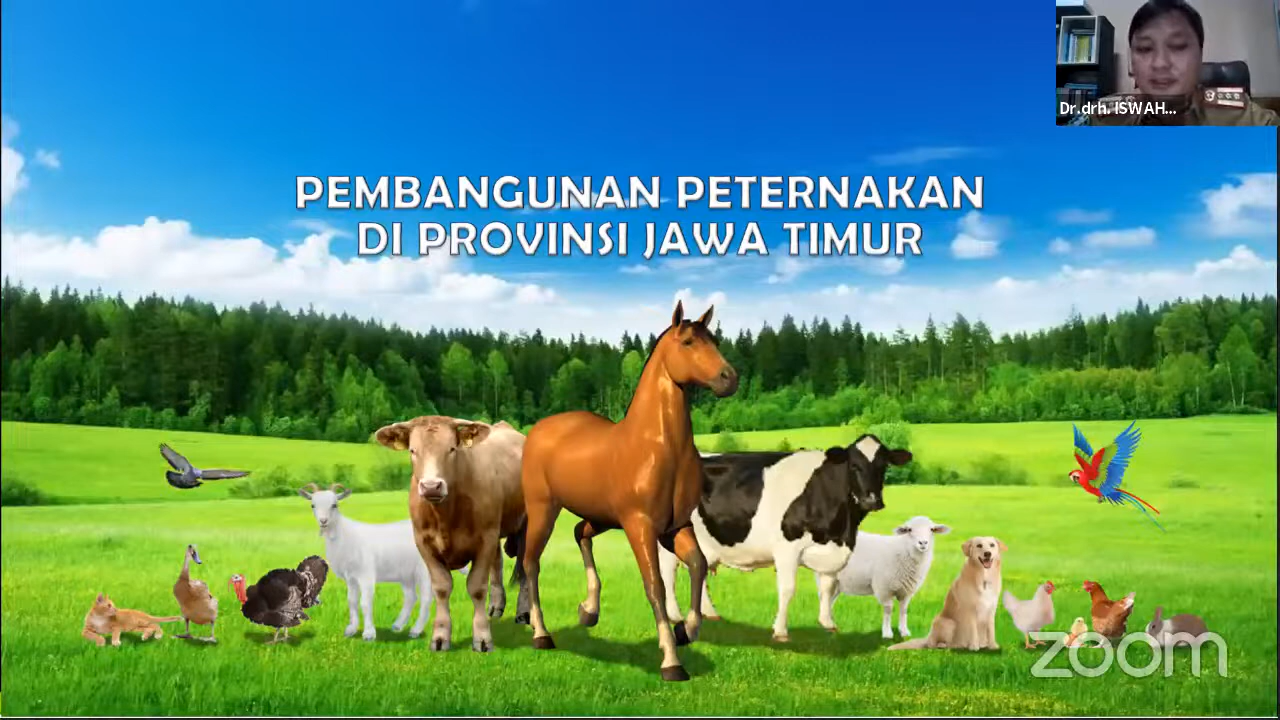 Dr.drh. ISWAH...
PEMBANGUNAN PETERNAKAN
DI PROVINSI JAWA TIMUR
zoom